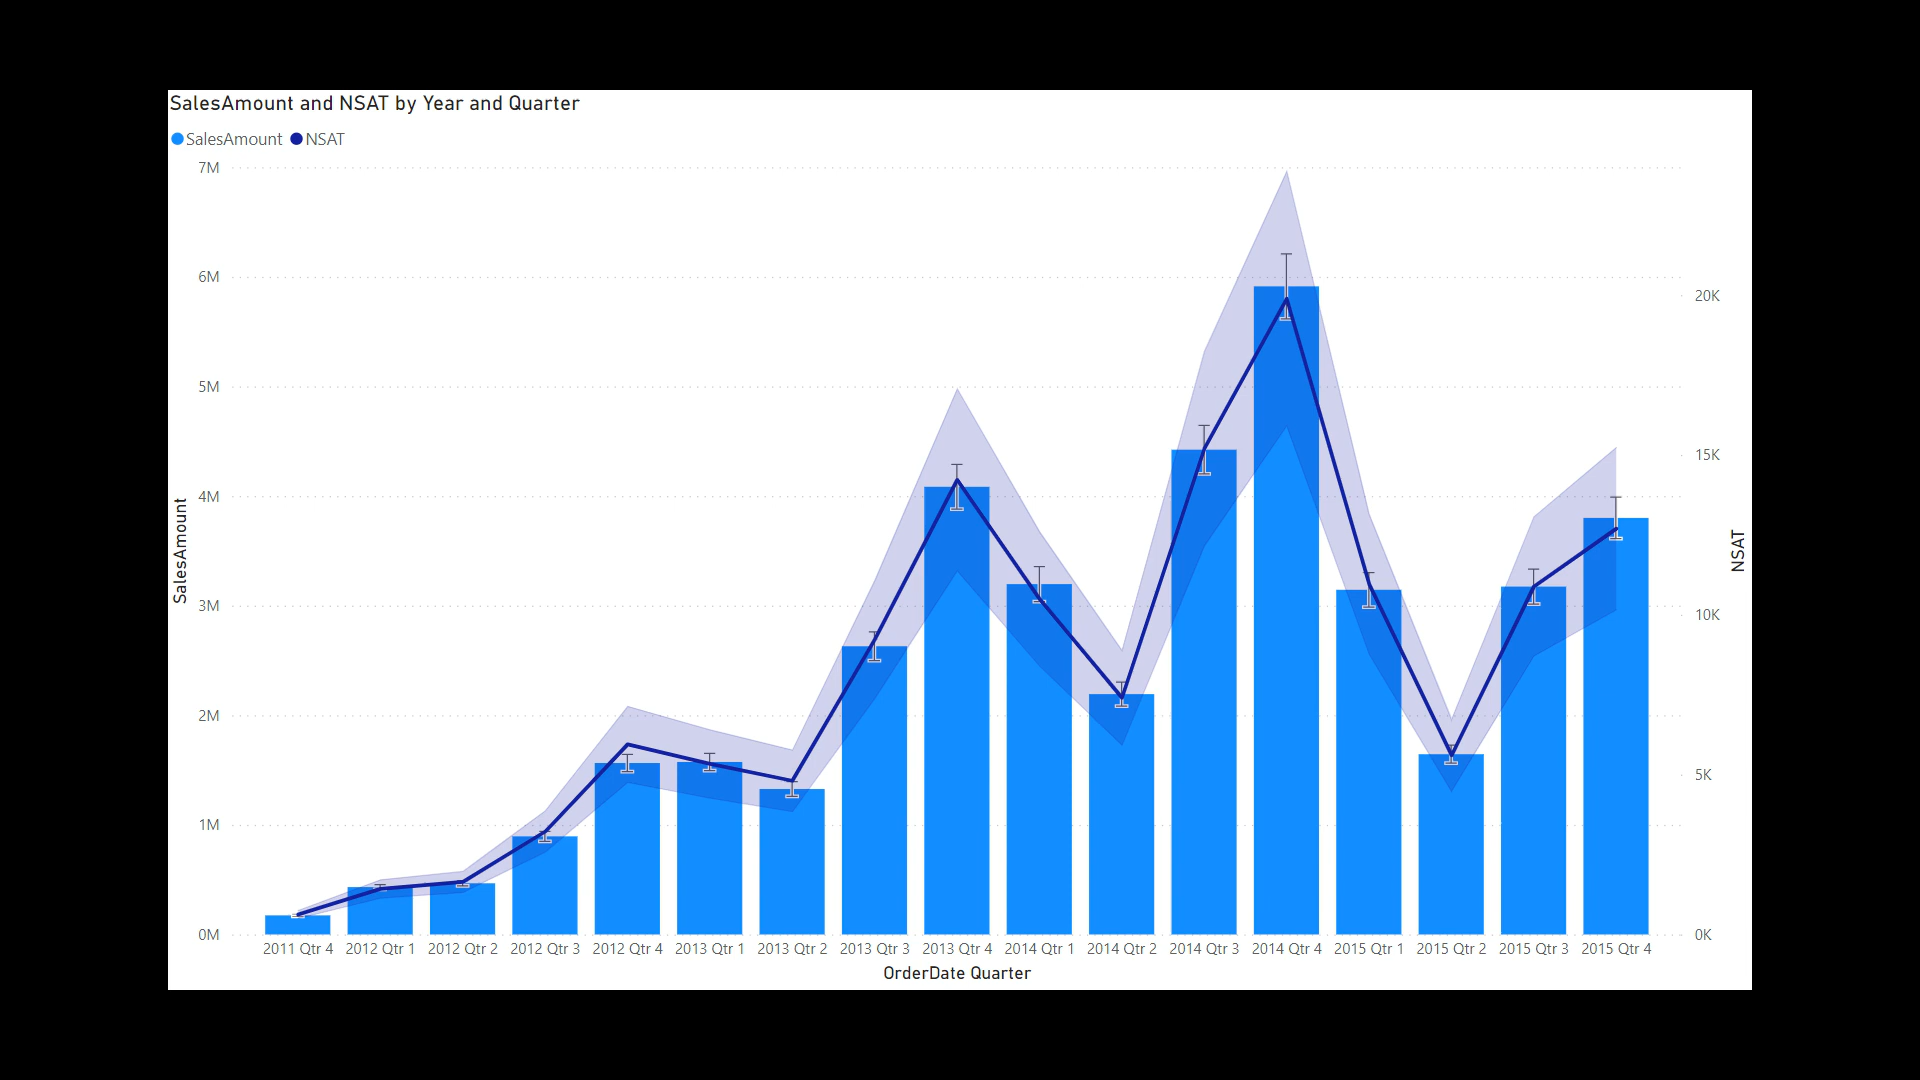 SalesAmount and NSAT by Year and Quarter
SalesAmount NSAT
7M
6M
5M
4M
3M
2M
1M
0M
SalesAmount
20K
15K
10K
5K
0K
NSAT
2011 Qtr 4 2012 Qtr 1 2012 Qtr 2 2012 Qtr 3 2012 Qtr 4 2013 Qtr 1 2013 Qtr 2 2013 Qtr 3 2013 Qtr 4 2014 Qtr 1 2014 Qtr 2 2014 Qtr 3 2014 Qtr 4 2015 Qtr 1 2015 Qtr 2 2015 Qtr 3 2015 Qtr 4
OrderDate Quarter